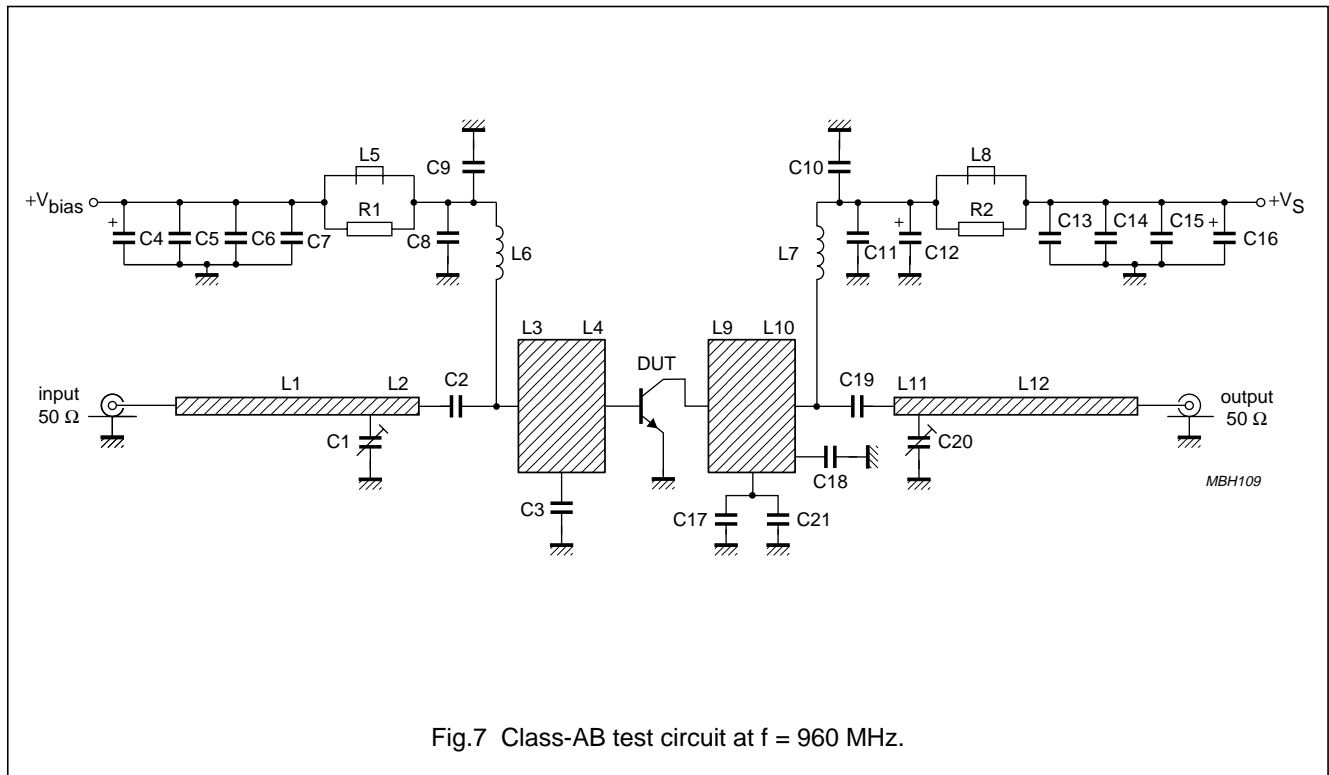 C9
L5
+Vbias
R1
C4
C5
C6
C7
C8
L6
C10
L8
R2
+VS
L7
C11
C12
C13
C14
C15
C16
+
+
+
L3
L4
DUT
L9
L10
input
50 Ω
L1
L2
C2
C1
C3
C19
L11
L12
output
50 Ω
C20
C18
C17
C21
MBH109
Fig.7 Class-AB test circuit at f = 960 MHz.